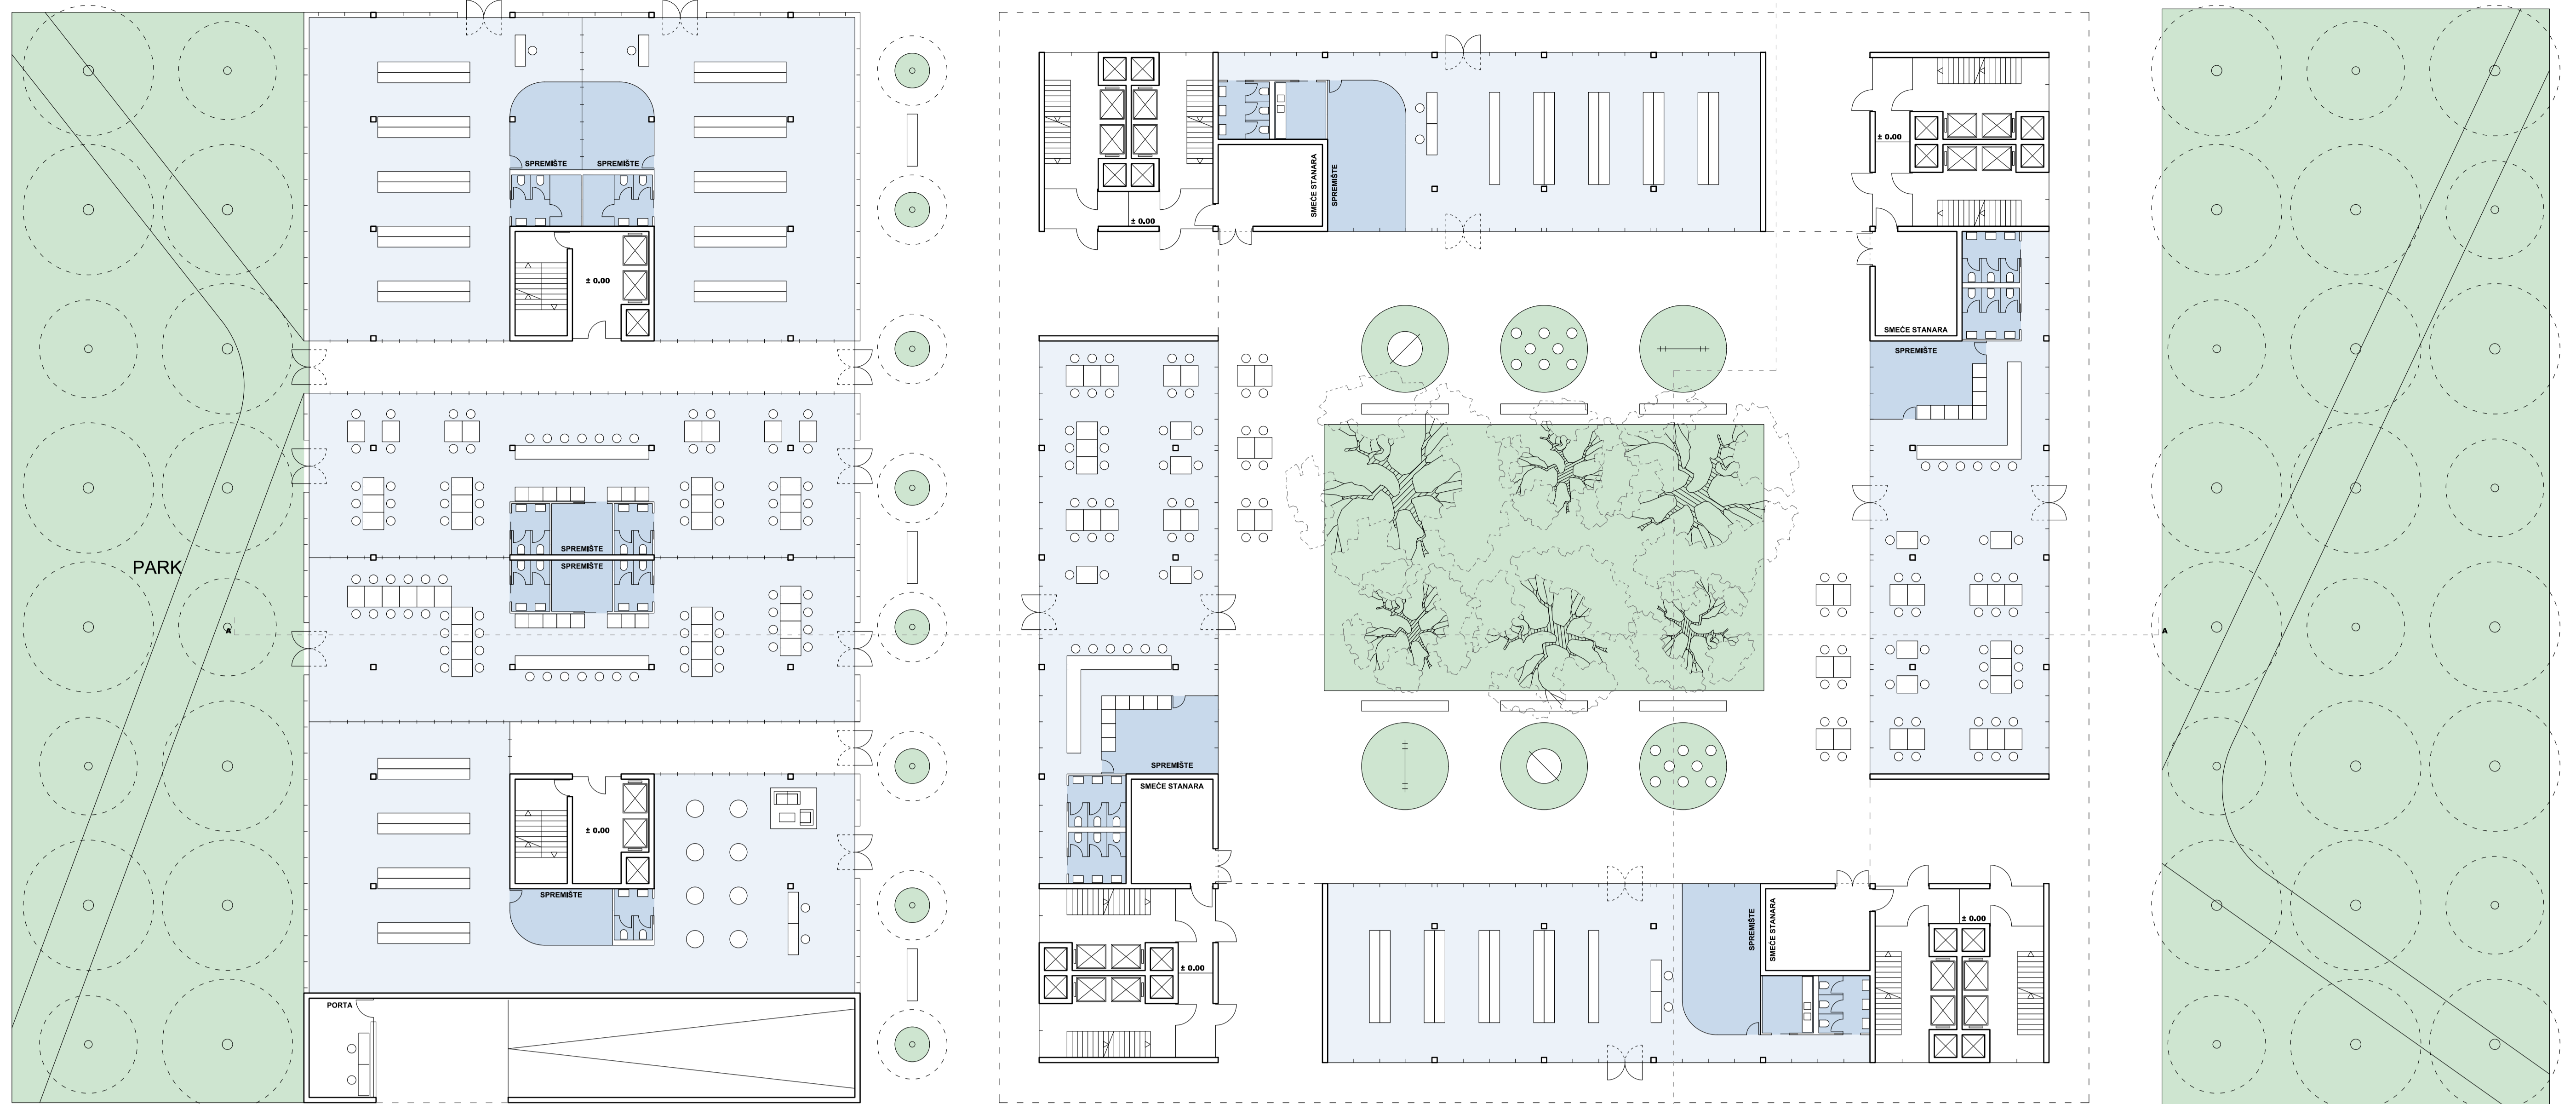 SPREMIŠTE SPREMIŠTE
± 0.00
SPREMIŠTE
SPREMIŠTE
PARK
A
± 0.00
SPREMIŠTE
PORTA
± 0.00
SMEĆE STANARA
SPREMIŠTE
± 0.00
SMEĆE STANARA
SPREMIŠTE
SPREMIŠTE
SMEĆE STANARA
± 0.00
SPREMIŠTE
SMEĆE STANARA
± 0.00
A